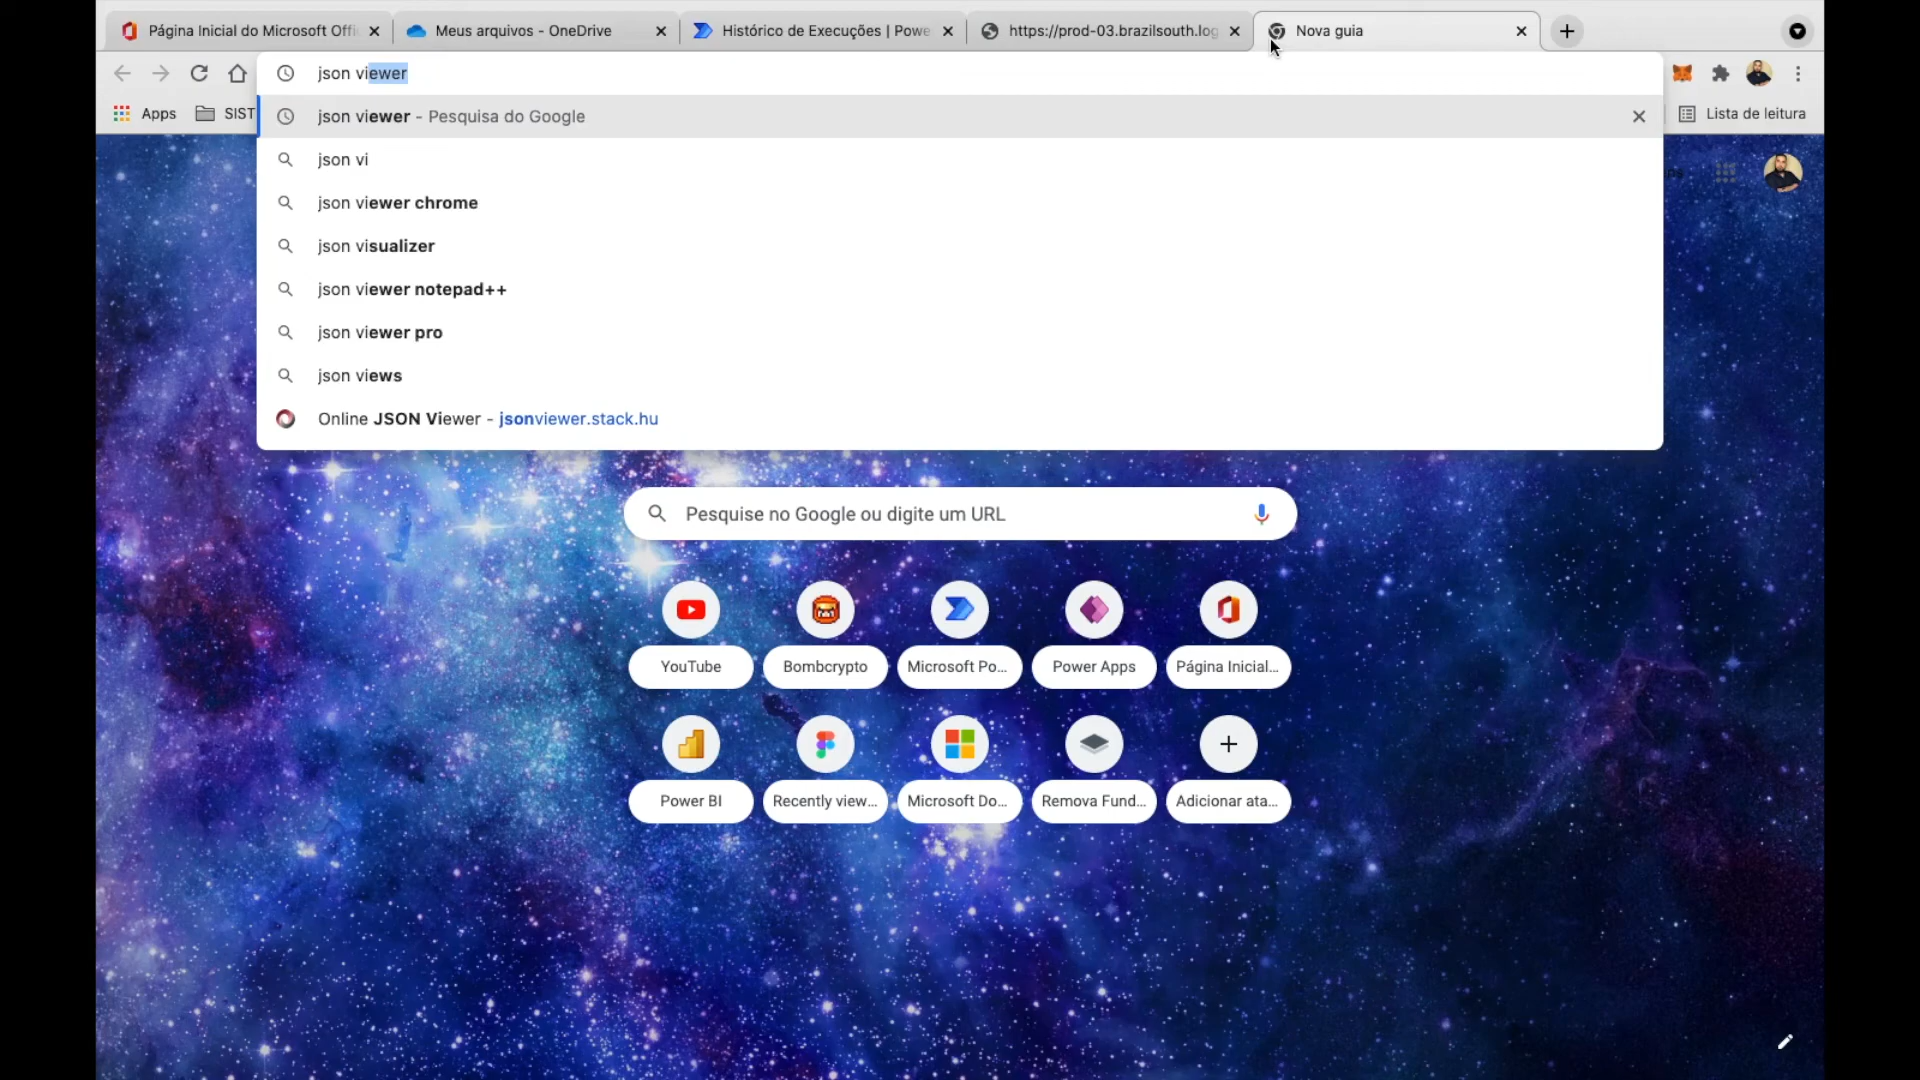 Página Inicial do Microsoft Offi
Meus arquivos - OneDrive
Histórico de Execuções | Powe
https://prod-03.brazilsouth.log
Nova guia
json viewer
Apps
SIST
Lista de leitura
json viewer - Pesquisa do Google
json vi
json viewer chrome
json visualizer
json viewer notepad++
json viewer pro
json views
Online JSON Viewer - jsonviewer.stack.hu
Pesquise no Google ou digite um URL
YouTube
Bombcrypto
Microsoft Po...
Power Apps
Página Inicial...
Power BI
Recently view...
Microsoft Do...
Remova Fund...
Adicionar ata...